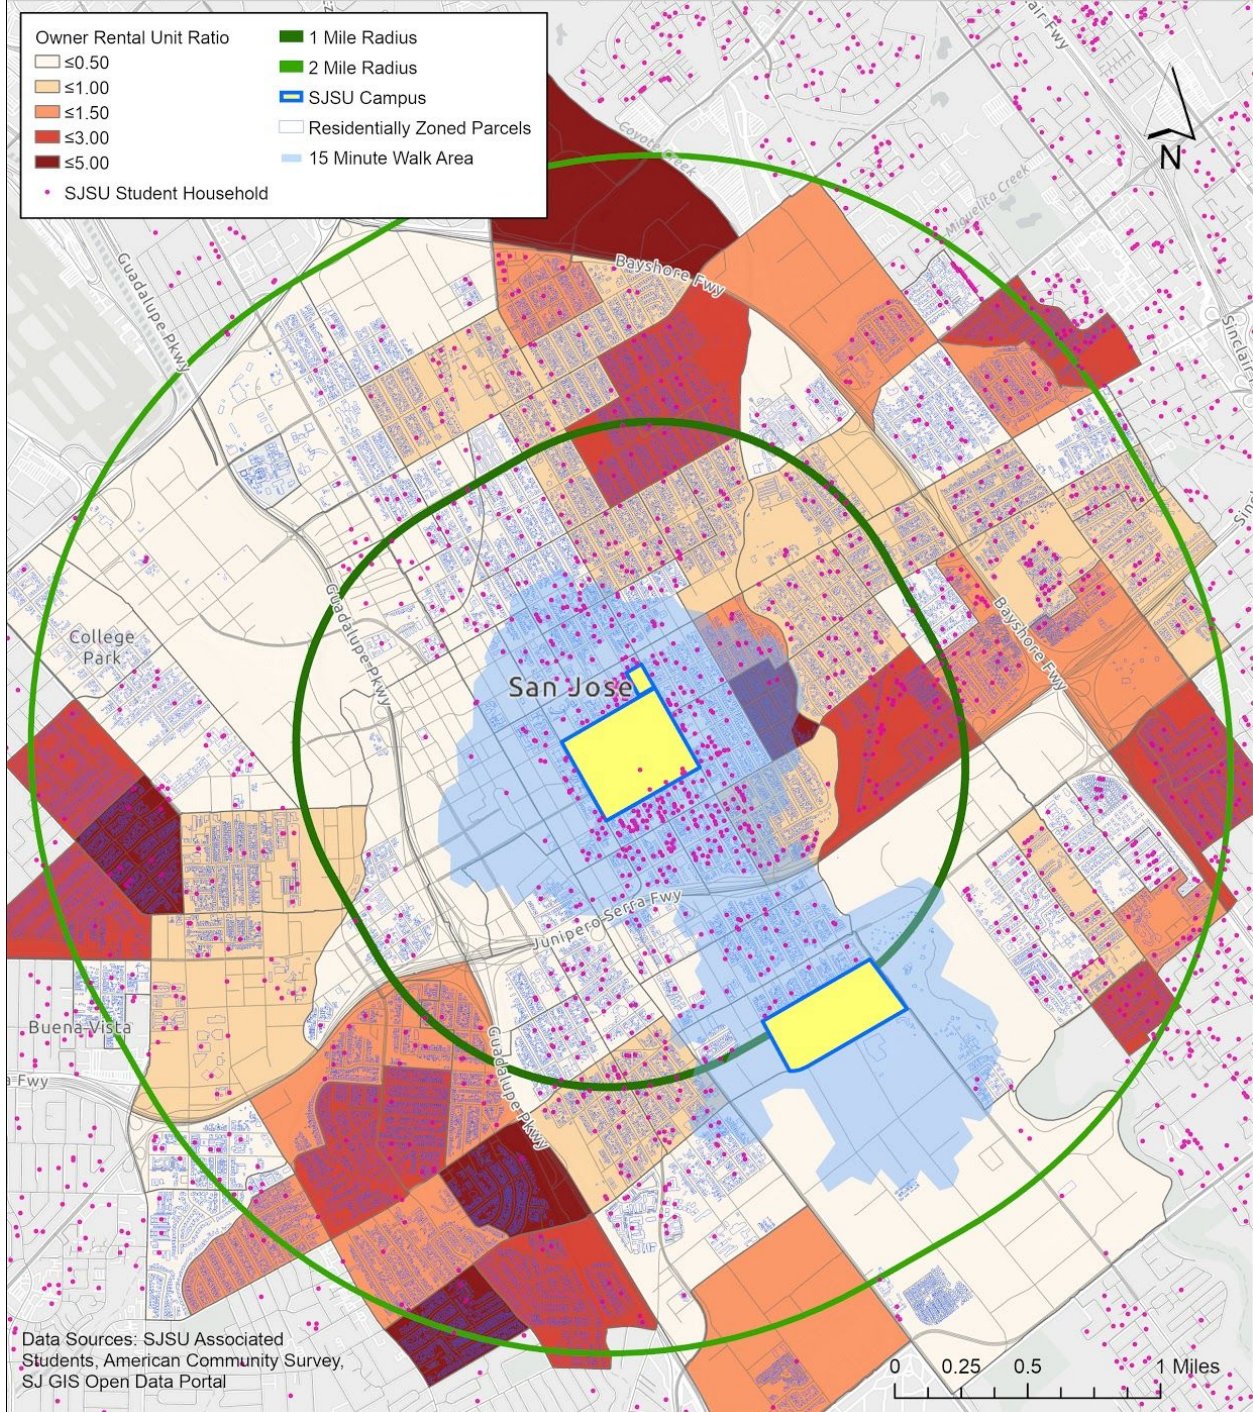 Owner Rental Unit Ratio
≤0.50
≤1.00
≤1.50
≤3.00
≤5.00
SJSU Student Household
1 Mile Radius
2 Mile Radius
SJSU Campus
Residentially Zoned Parcels
15 Minute Walk Area
air Fwy
N
Coyote Creek
Miguelita Creek
Guadalupe Pkwy
Bayshore Fwy
Sinclair
Guadalupe Pkwy
College
Park
San Jose
Bayshore Fwy
Junipero Serra Fwy
Buena Vista
a Fwy
Guadalupe Pkwy
Data Sources: SJSU Associated
Students, American Community Survey,
SJ GIS Open Data Portal
0 0.25 0.5 1 Miles